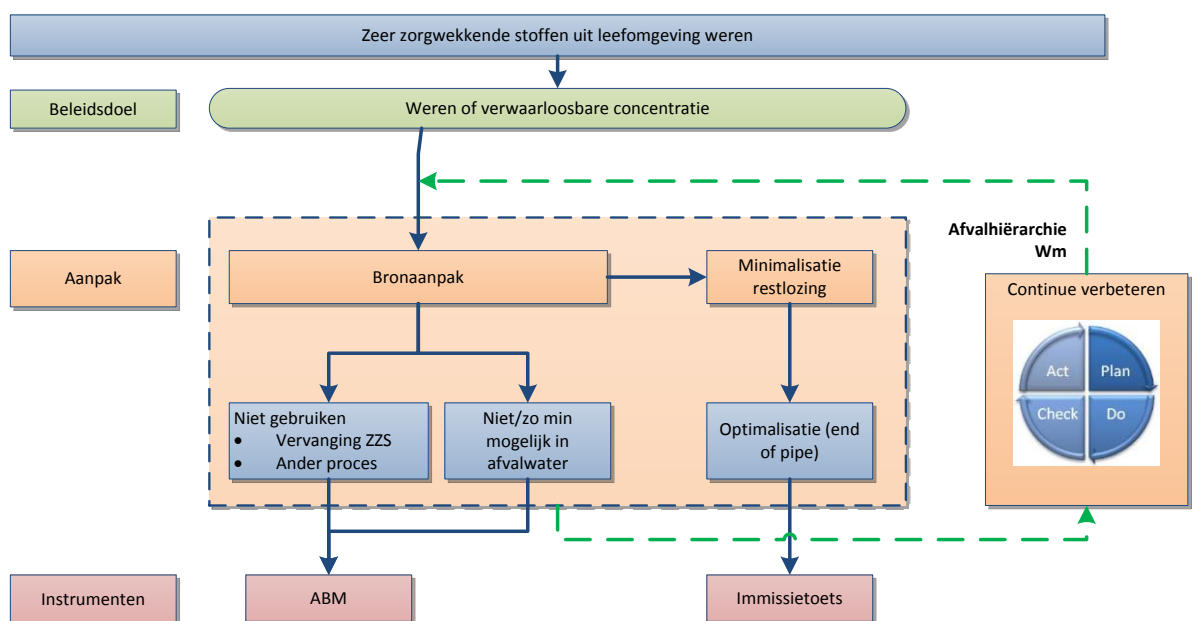 Zeer zorgwekkende stoffen uit leefomgeving weren
Beleidsdoel
Weren of verwaarloosbare concentratie
Afvalhiërarchie
Wm
Aanpak
Bronaanpak
Minimalisatie
restlozing
Continue verbeteren
Act
Plan
Check
Do
Niet gebruiken
• Vervanging ZZS
• Ander proces
Niet/zo min
mogelijk in
afvalwater
Optimalisatie (end
of pipe)
Instrumenten
ABM
Immissietoets